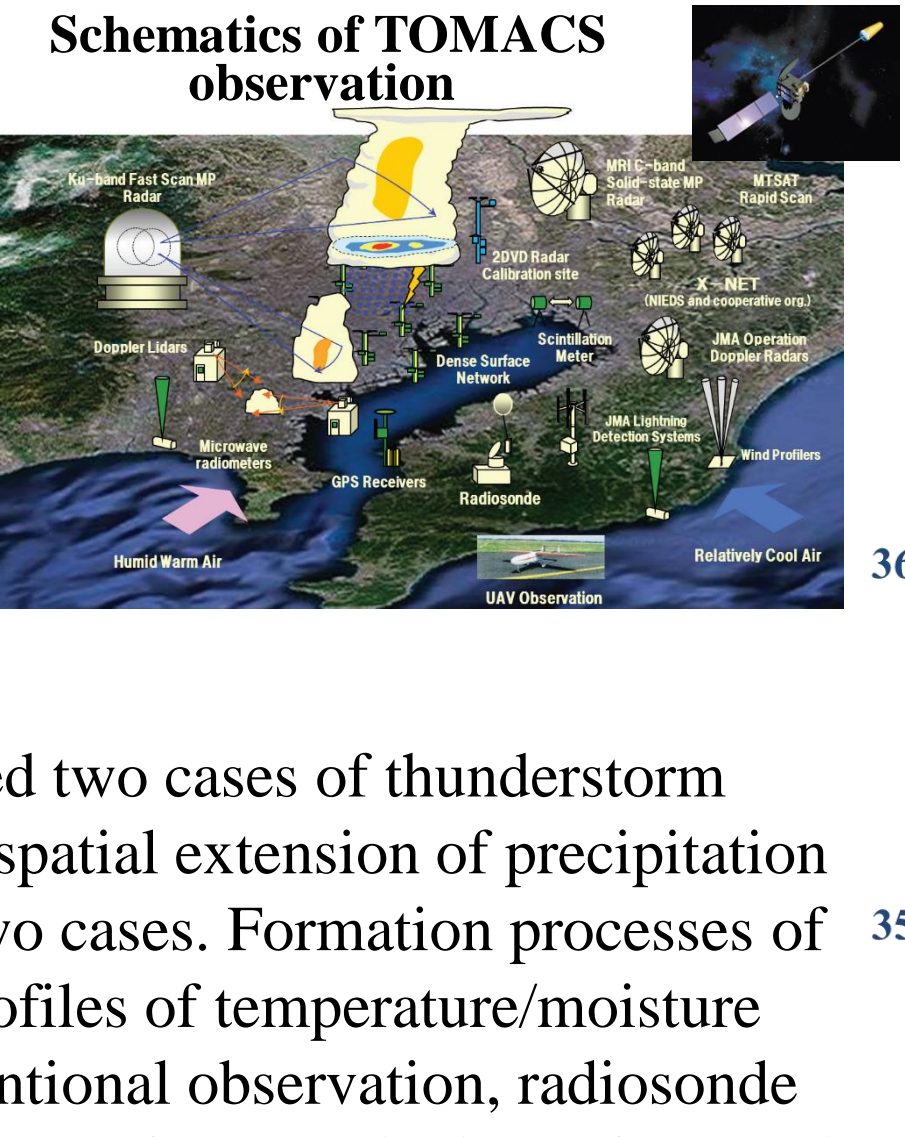 Schematics of TOMACS
observation
Ku-band Fast Scan MP
Radar
MRI C-band
Solid-state MP
Radar
MTSAT
Rapid Scan
2DVD Radar
Calibration site
X-NET
(NIEDS and cooperative org.)
Doppler Lidars
Scintillation
Meter
JMA Operation
Doppler Radars
Dense Surface
Network
Microwave
radiometers
JMA Lightning
Detection Systems
Wind Profilers
GPS Receivers
Radiosonde
Humid Warm Air
Relatively Cool Air
UAV Observation
36
ed two cases of thunderstorm
spatial extension of precipitation
vo cases. Formation processes of
35
ofiles of temperature/moisture
ntional observation, radiosonde